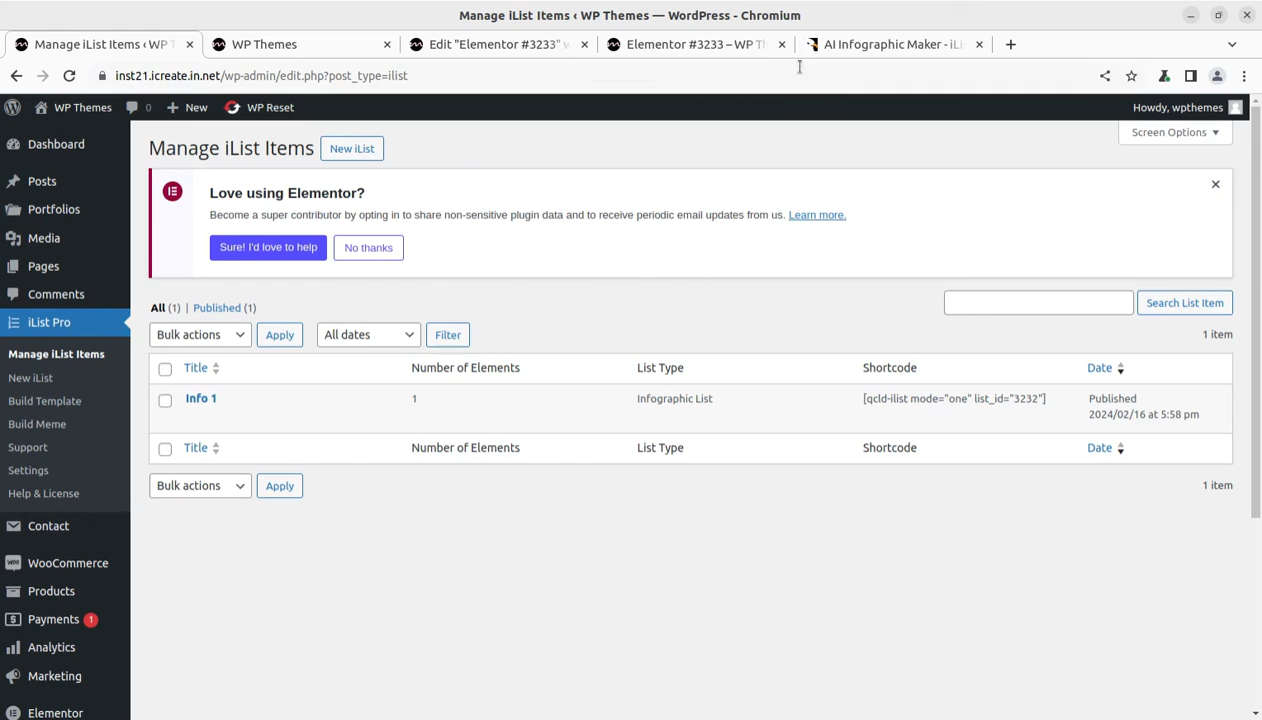 Manage iList Items ‹ WP Themes — WordPress - Chromium
Manage iList Items ‹ WP T
WP Themes
Edit "Elementor #3233" w
Elementor #3233 – WP Th
AI Infographic Maker - iLi
inst21.icreate.in.net/wp-admin/edit.php?post_type=ilist
WP Themes 0 New WP Reset Howdy, wpthemes
Screen Options
Dashboard
Posts
Portfolios
Media
Pages
Comments
iList Pro
Manage iList Items
New iList
Build Template
Build Meme
Support
Settings
Help & License
Contact
WooCommerce
Products
Payments 1
Analytics
Marketing
Elementor
Manage iList Items New iList
Love using Elementor?
Become a super contributor by opting in to share non-sensitive plugin data and to receive periodic email updates from us. Learn more.
Sure! I'd love to help No thanks
All (1) | Published (1)
Search List Item
Bulk actions Apply All dates Filter 1 item
Title Number of Elements List Type Shortcode Date
Info 1 1 Infographic List [qcld-ilist mode="one" list_id="3232"] Published
2024/02/16 at 5:58 pm
Title Number of Elements List Type Shortcode Date
Bulk actions Apply 1 item